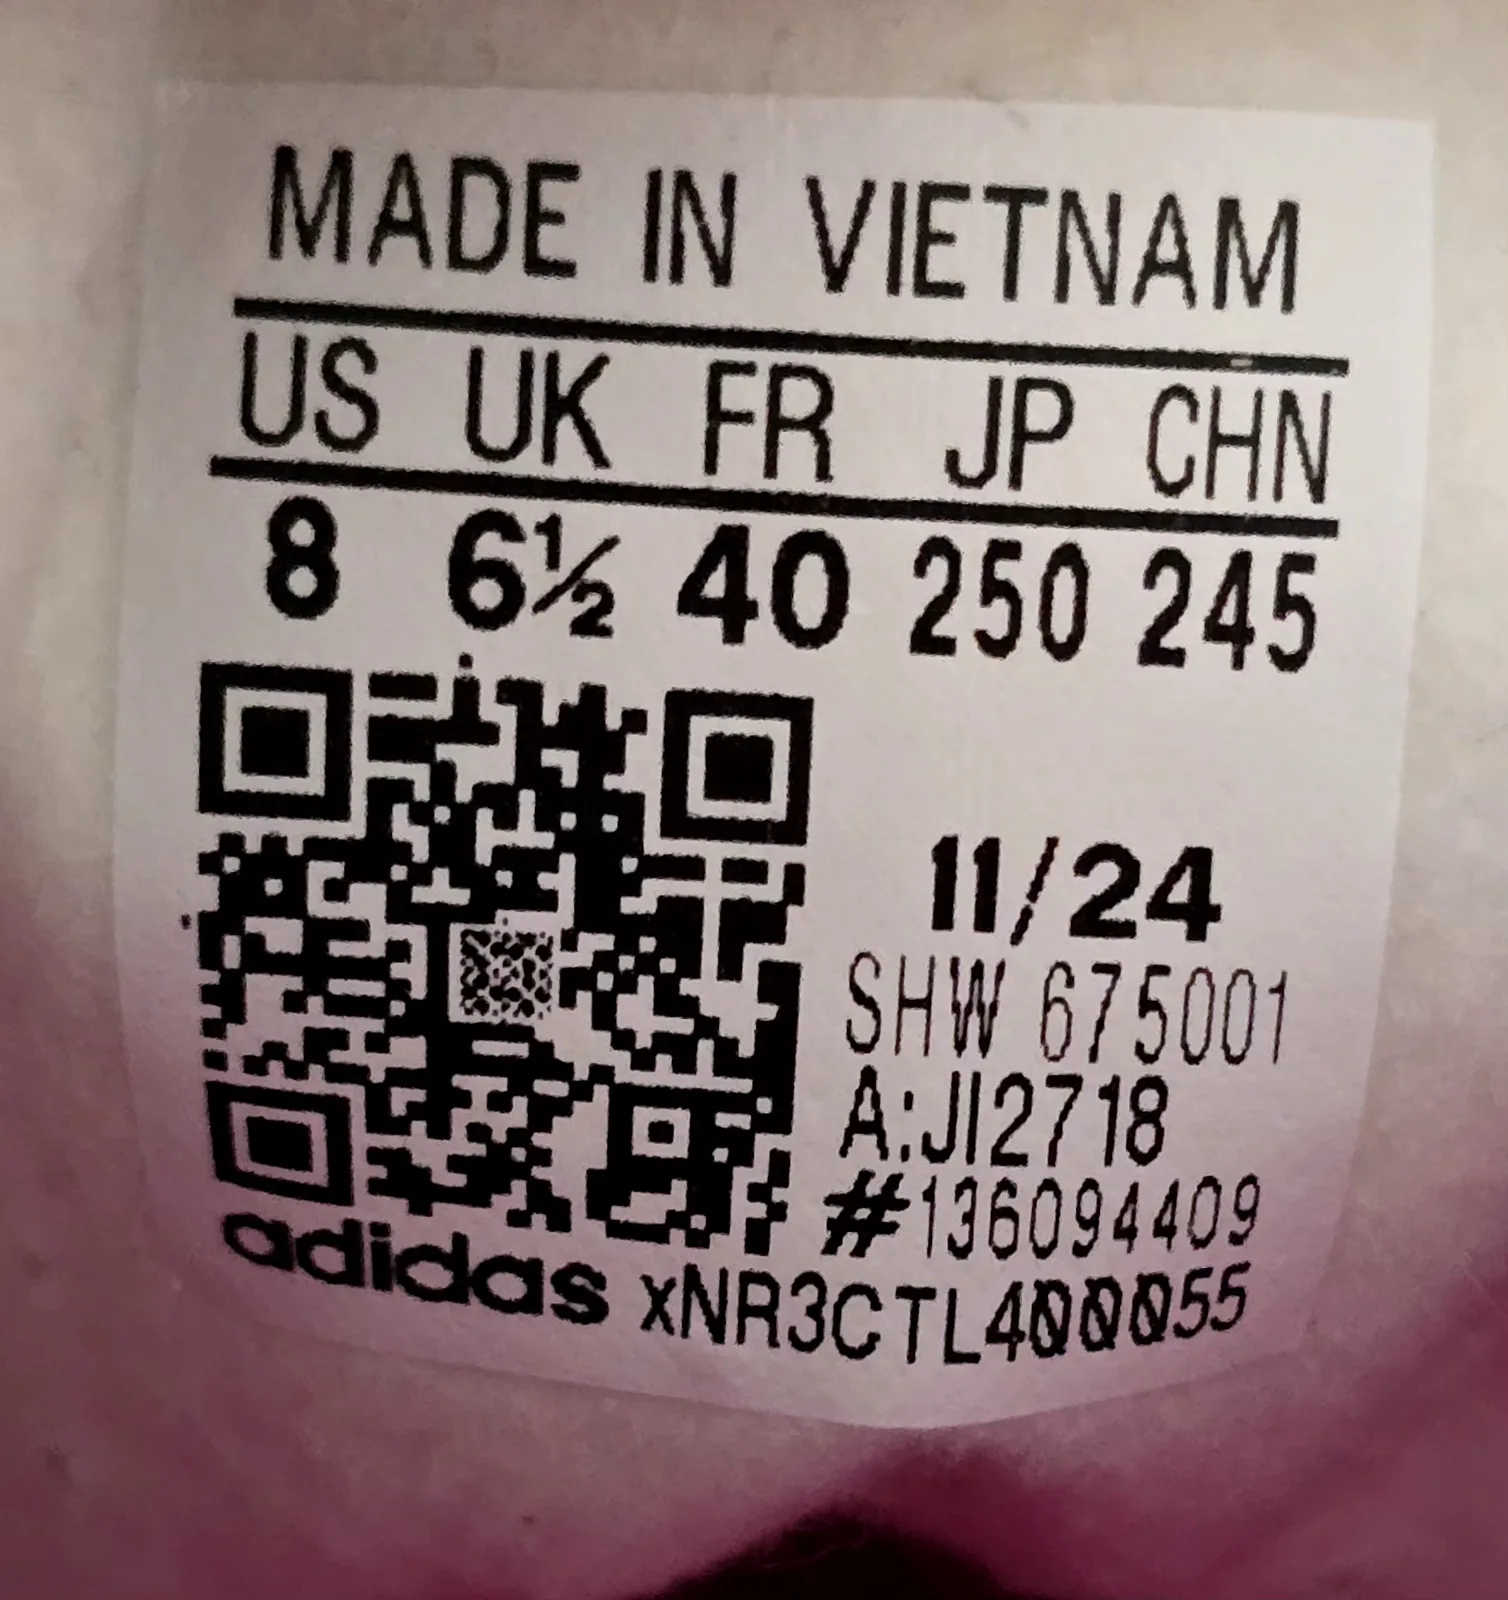 MADE IN VIETNAM
US UK FR JP CHN
8 6½ 40 250 245
11/24
SHW 675001
A:JI2718
#136094409
adidas xNR3CTL400055